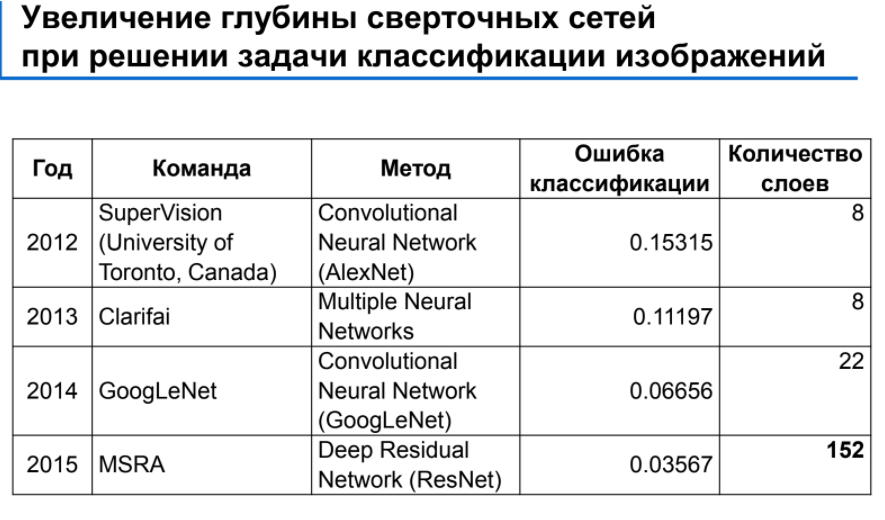 Увеличение глубины сверточных сетей
при решении задачи классификации изображений
Год Команда Метод Ошибка классификации Количество слоев
2012 SuperVision (University of Toronto, Canada) Convolutional Neural Network (AlexNet) 0.15315 8
2013 Clarifai Multiple Neural Networks 0.11197 8
2014 GoogLeNet Convolutional Neural Network (GoogLeNet) 0.06656 22
2015 MSRA Deep Residual Network (ResNet) 0.03567 152